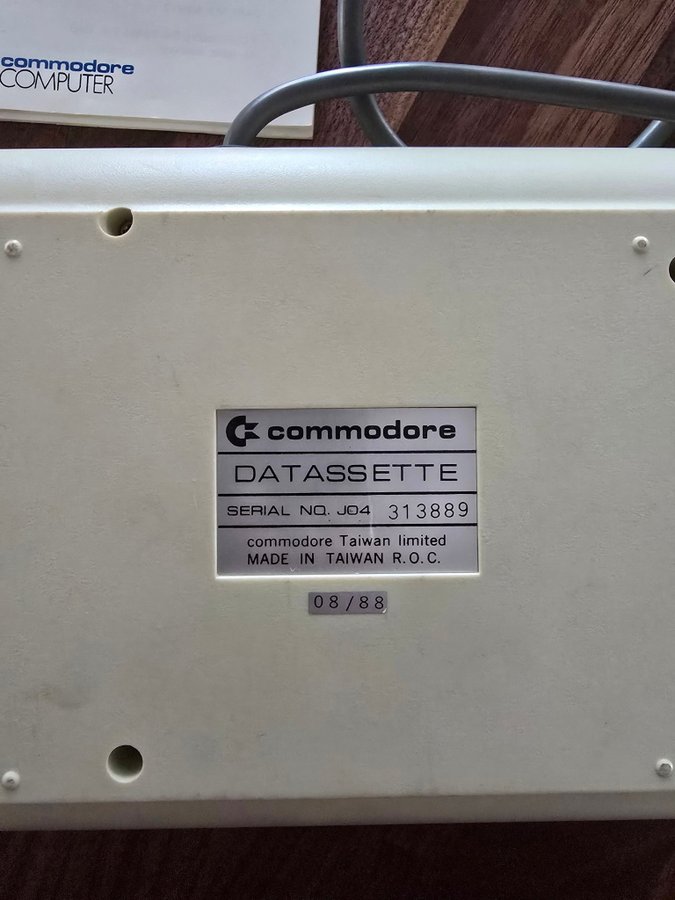 commodore
COMPUTER
commodore
DATASSETTE
SERIAL NO. J04 313889
commodore Taiwan limited
MADE IN TAIWAN R.O.C.
08/88